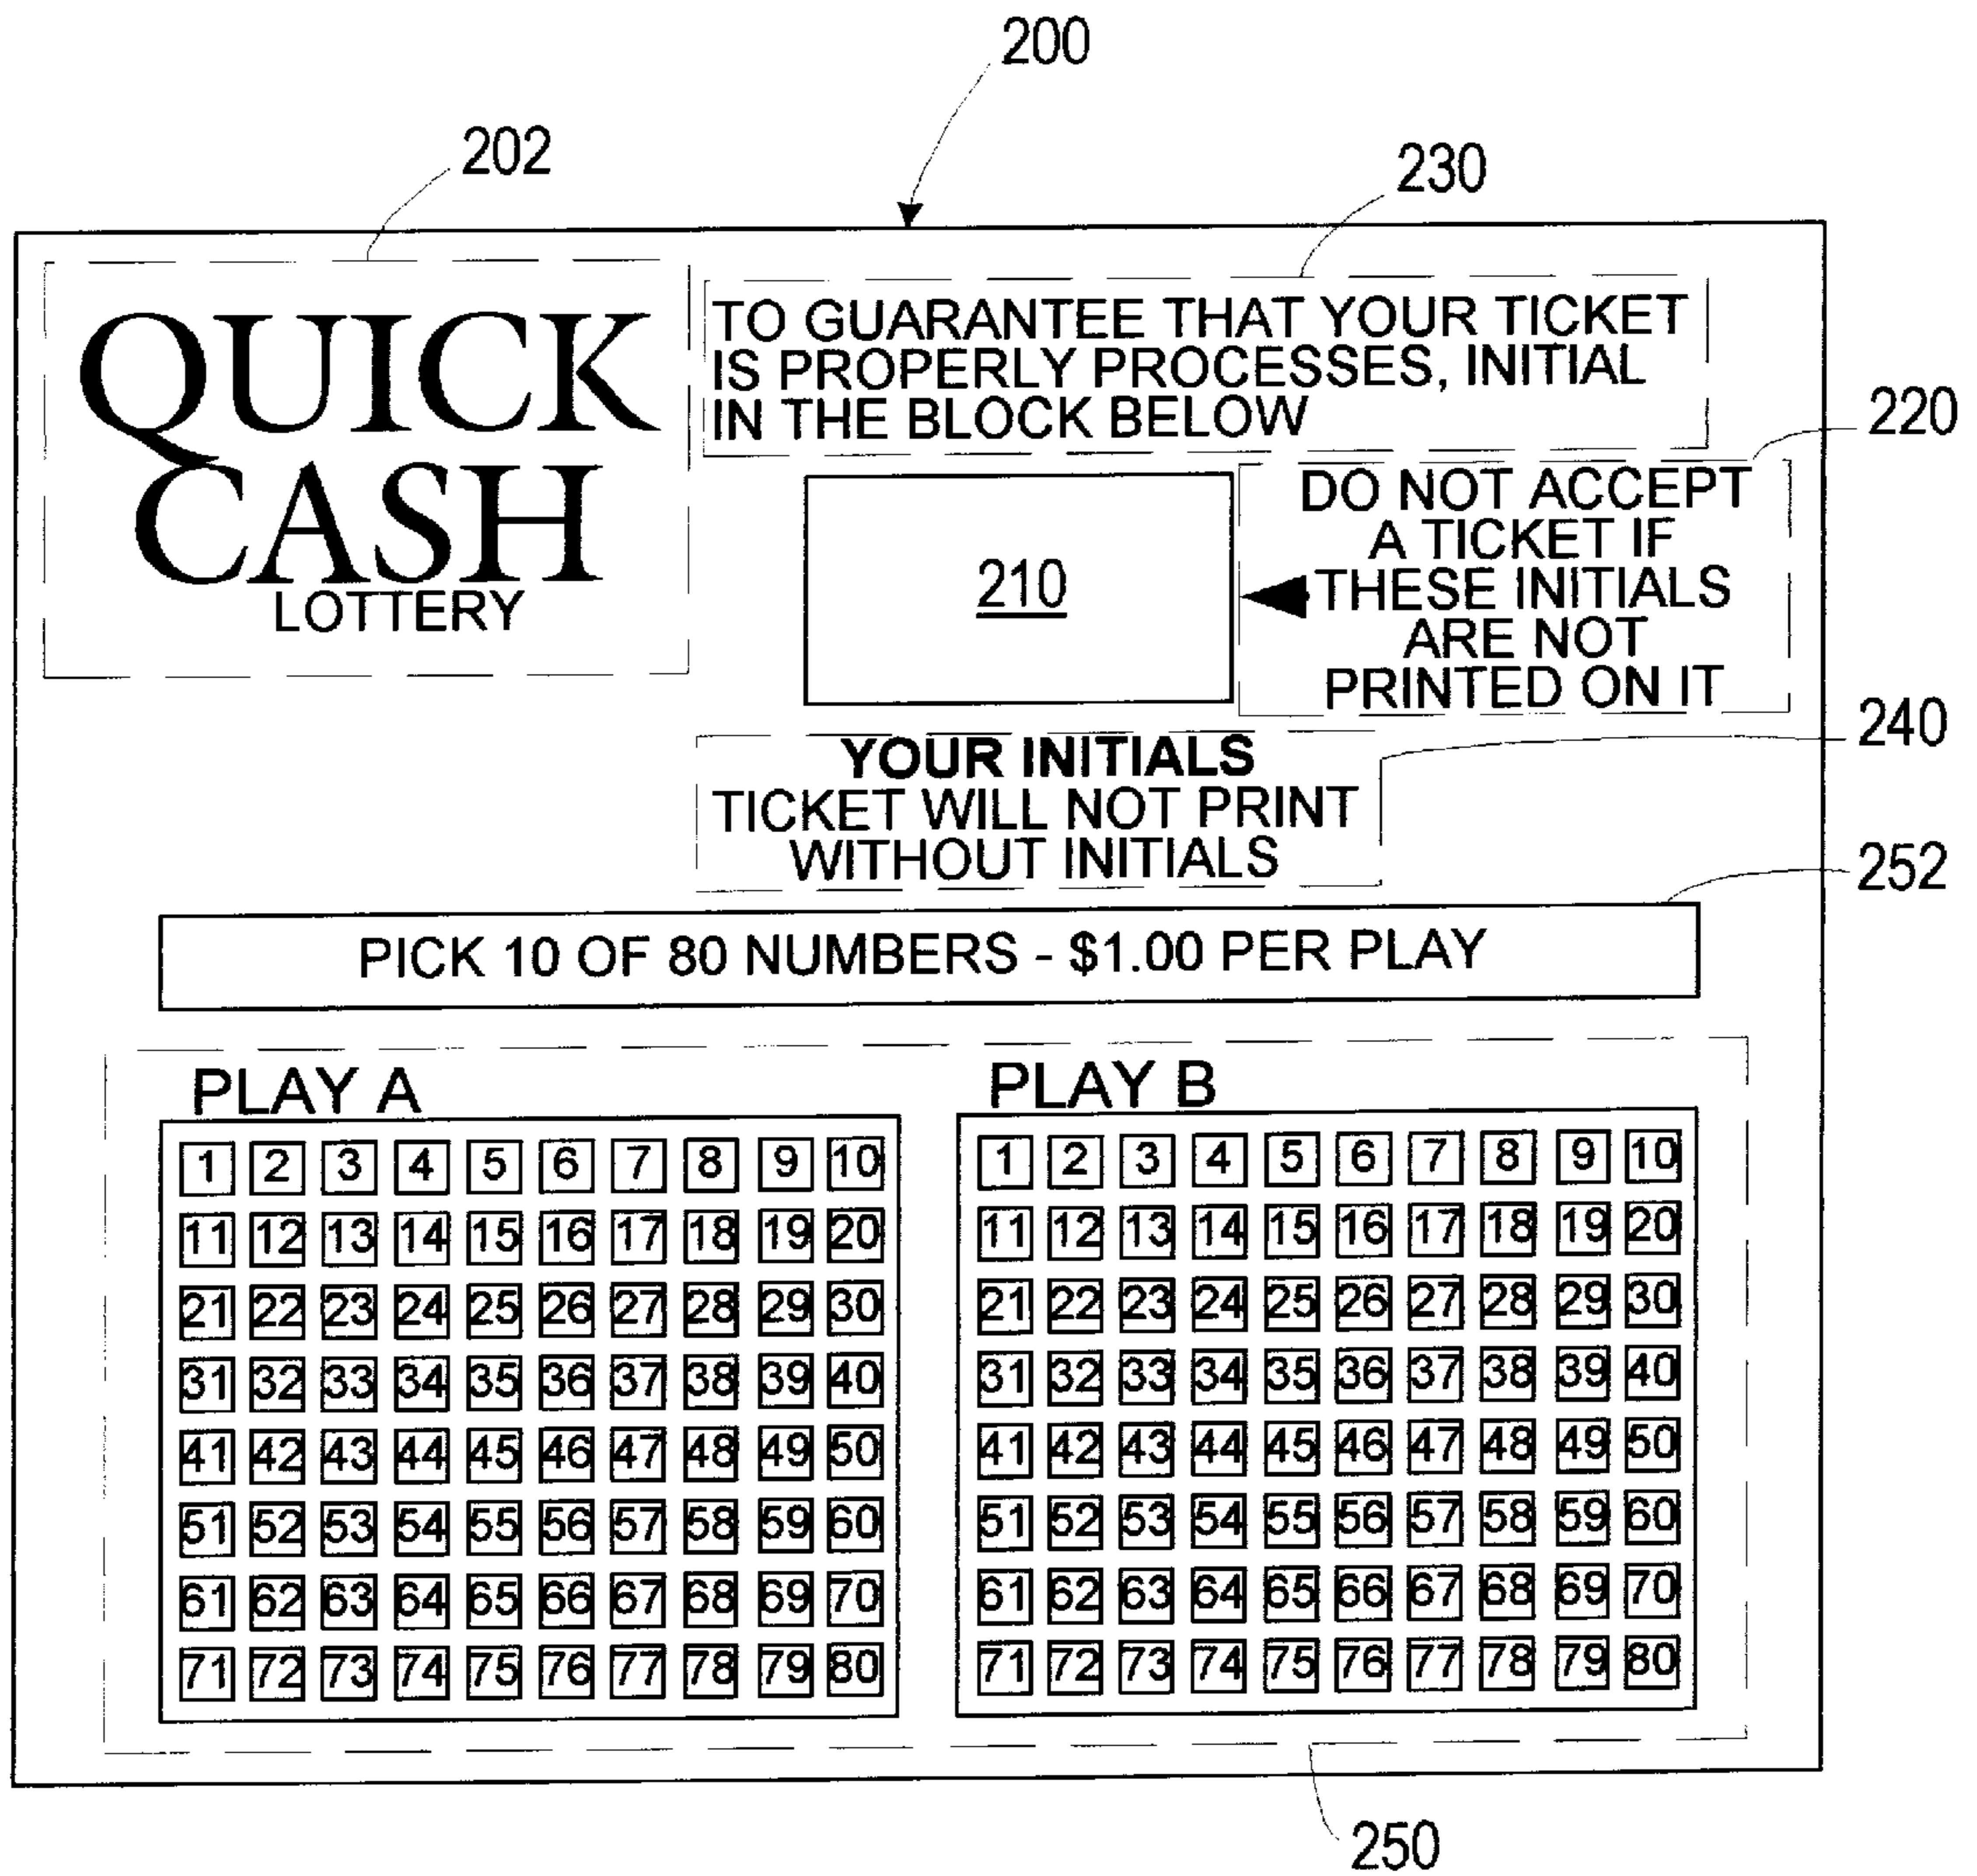 200
202
230
QUICK
CASH
LOTTERY
TO GUARANTEE THAT YOUR TICKET
IS PROPERLY PROCESSES, INITIAL
IN THE BLOCK BELOW
220
210
DO NOT ACCEPT
A TICKET IF
THESE INITIALS
ARE NOT
PRINTED ON IT
240
YOUR INITIALS
TICKET WILL NOT PRINT
WITHOUT INITIALS
252
PICK 10 OF 80 NUMBERS - $1.00 PER PLAY
PLAY A
1 2 3 4 5 6 7 8 9 10
11 12 13 14 15 16 17 18 19 20
21 22 23 24 25 26 27 28 29 30
31 32 33 34 35 36 37 38 39 40
41 42 43 44 45 46 47 48 49 50
51 52 53 54 55 56 57 58 59 60
61 62 63 64 65 66 67 68 69 70
71 72 73 74 75 76 77 78 79 80
PLAY B
1 2 3 4 5 6 7 8 9 10
11 12 13 14 15 16 17 18 19 20
21 22 23 24 25 26 27 28 29 30
31 32 33 34 35 36 37 38 39 40
41 42 43 44 45 46 47 48 49 50
51 52 53 54 55 56 57 58 59 60
61 62 63 64 65 66 67 68 69 70
71 72 73 74 75 76 77 78 79 80
250